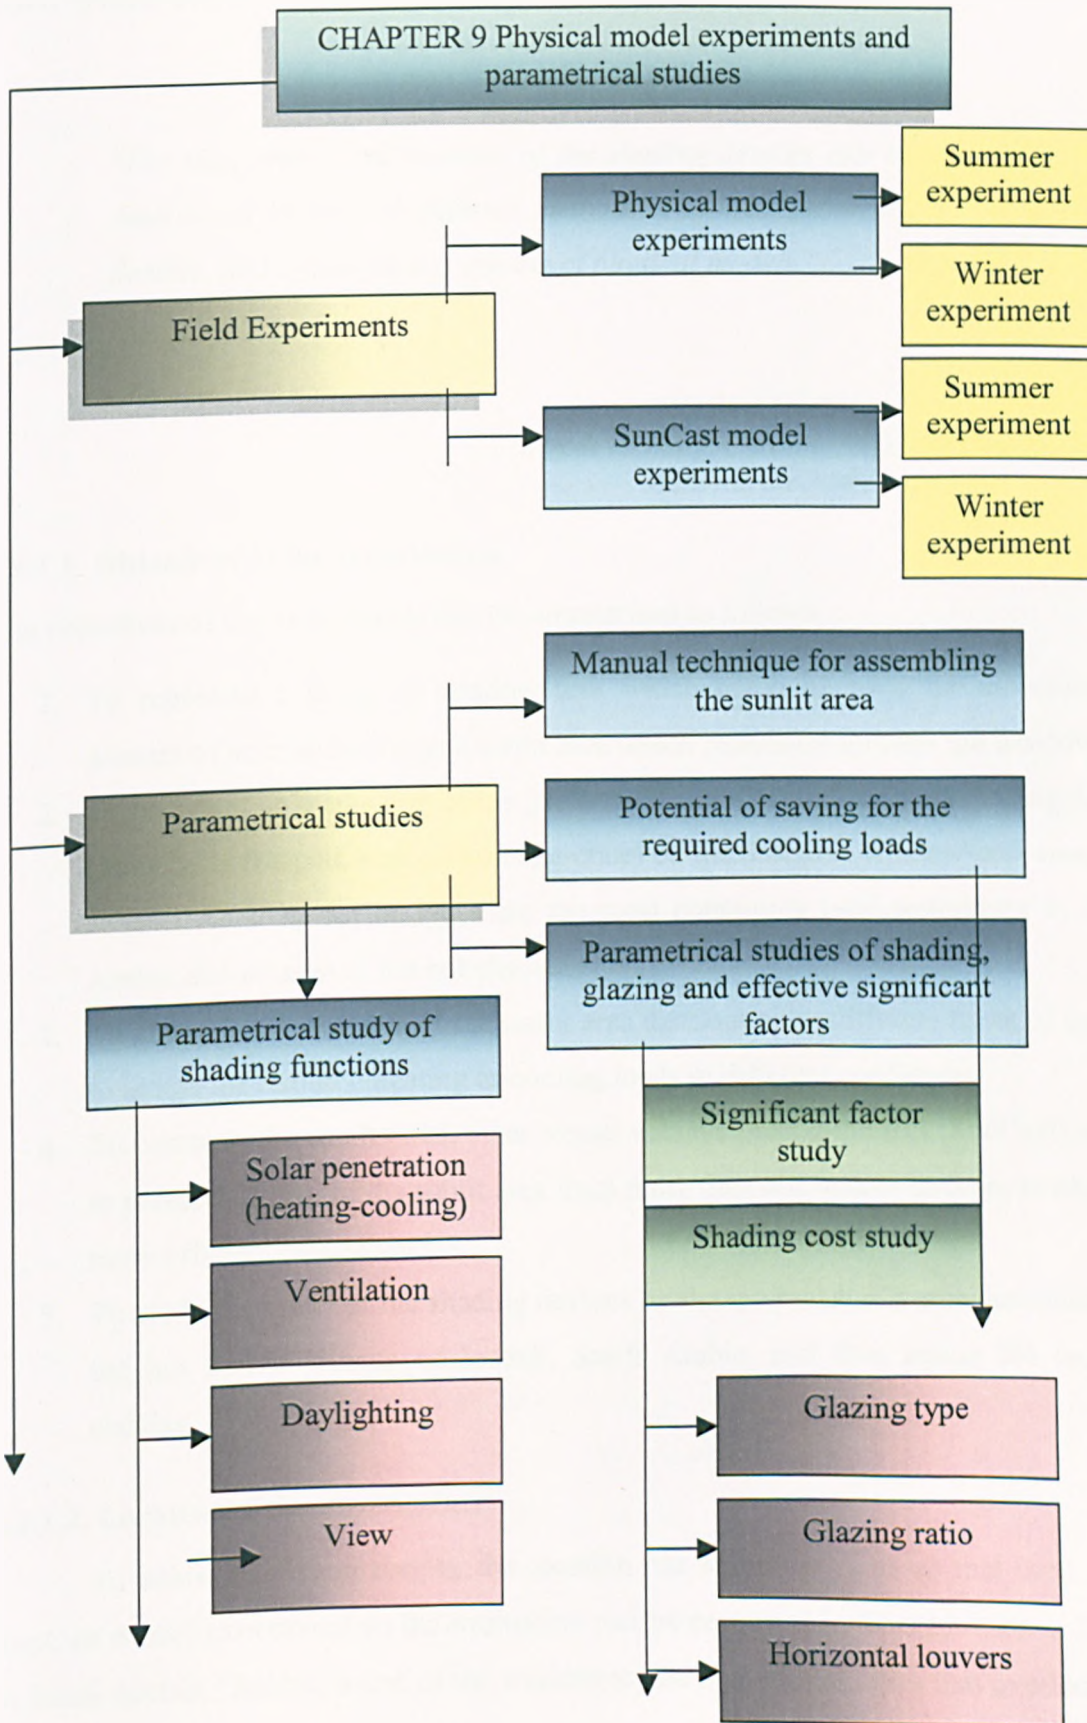 CHAPTER 9 Physical model experiments and
parametrical studies
Field Experiments
Physical model
experiments
Summer
experiment
Winter
experiment
SunCast model
experiments
Summer
experiment
Winter
experiment
Parametrical studies
Manual technique for assembling
the sunlit area
Potential of saving for the
required cooling loads
Parametrical studies of shading,
glazing and effective significant
factors
Parametrical study of
shading functions
Solar penetration
(heating-cooling)
Ventilation
Daylighting
View
Significant factor
study
Shading cost study
Glazing type
Glazing ratio
Horizontal louvers